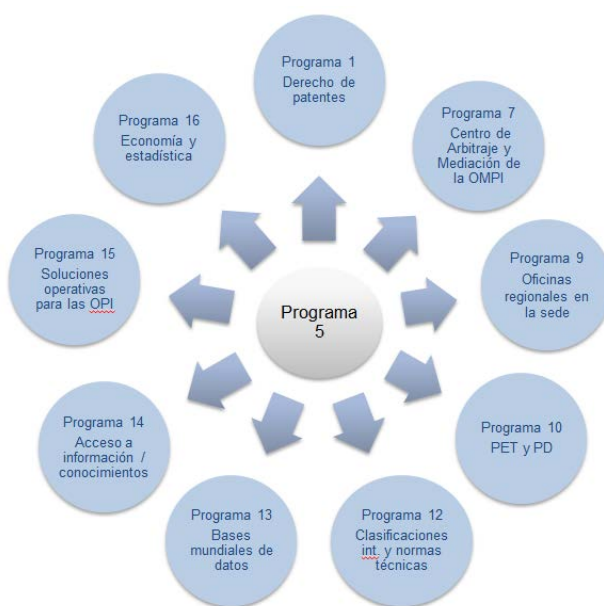 Programa 1
Derecho de
patentes
Programa 7
Centro de
Arbitraje y
Mediación de
la OMPI
Programa 9
Oficinas
regionales en
la sede
Programa 10
PET y PD
Programa 12
Clasificaciones
int. y normas
técnicas
Programa 13
Bases
mundiales de
datos
Programa 14
Acceso a
información /
conocimientos
Programa 15
Soluciones
operativas
para las OPI
Programa 16
Economía y
estadística
Programa
5